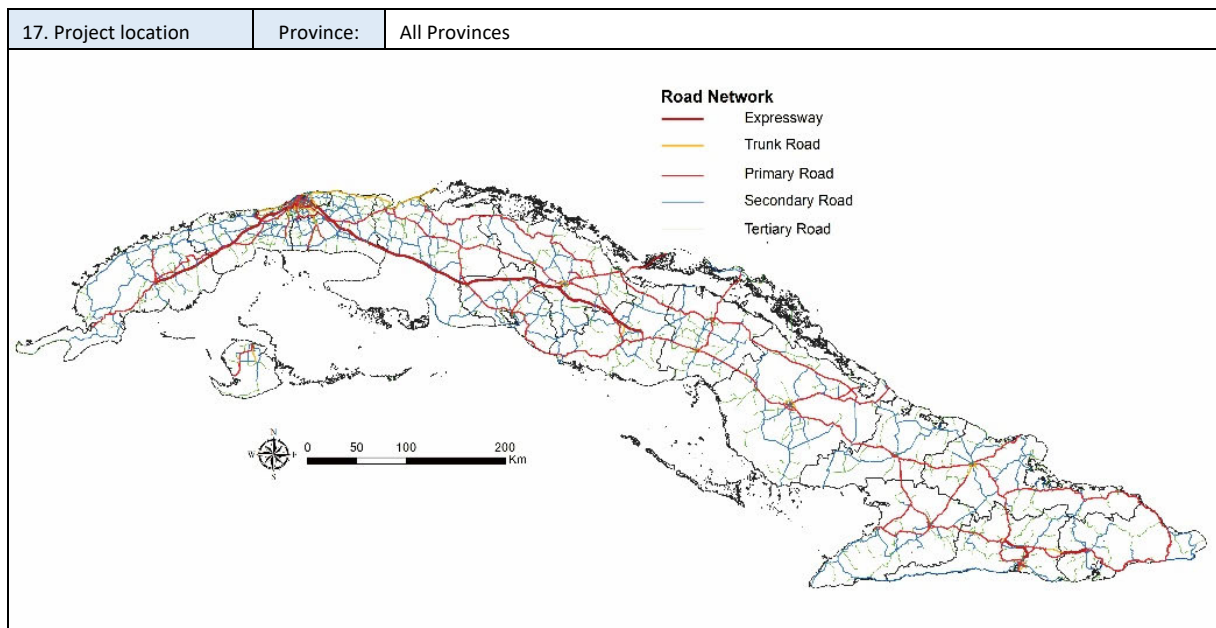 17. Project location Province: All Provinces
Road Network
Expressway
Trunk Road
Primary Road
Secondary Road
Tertiary Road
N
W E
S
0 50 100 200
Km